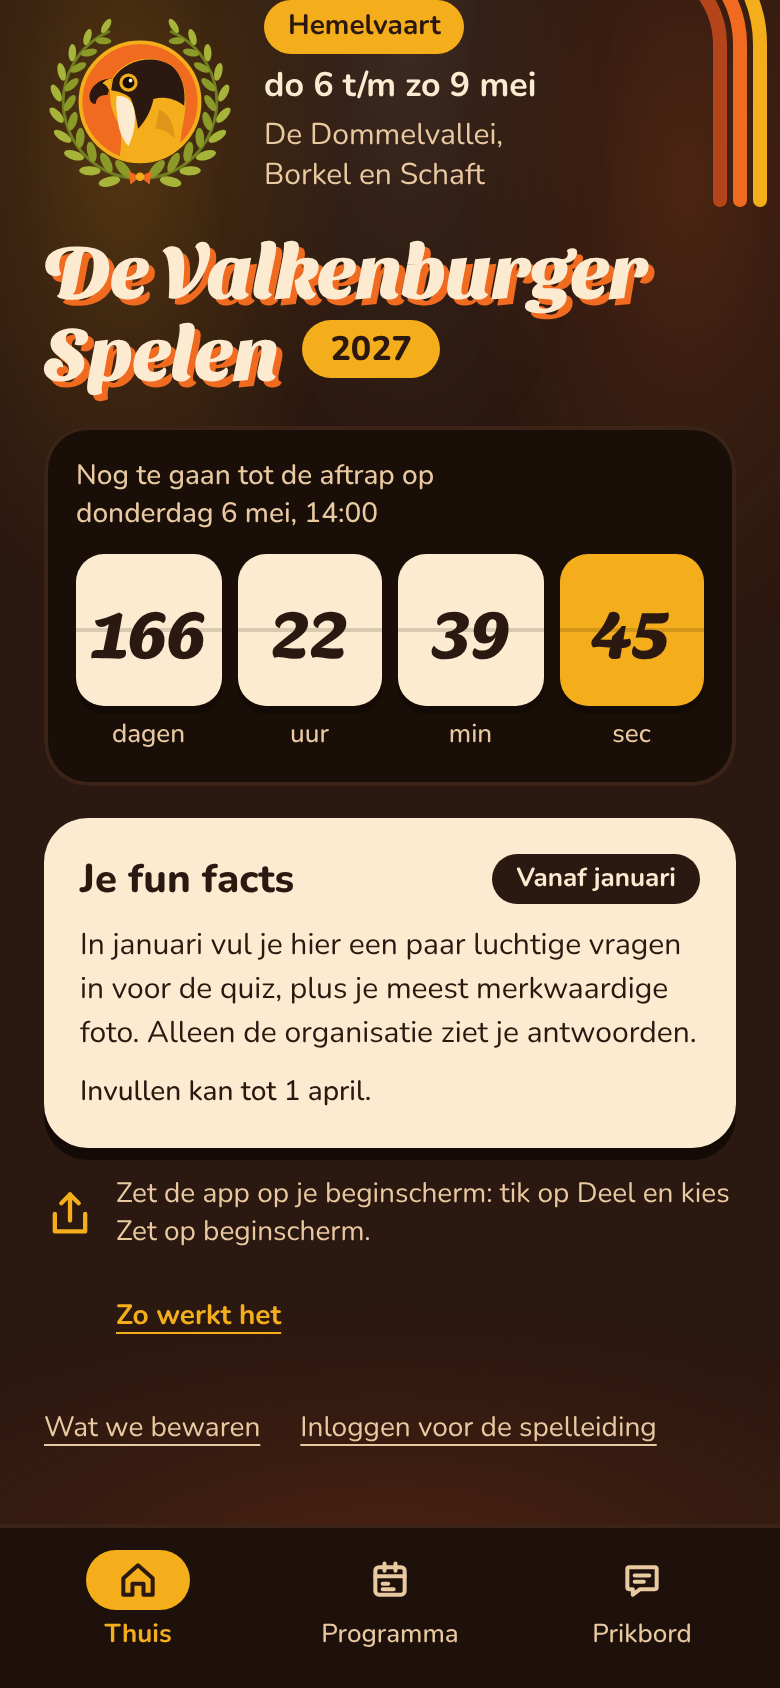 Hemelvaart
do 6 t/m zo 9 mei
De Dommelvallei,
Borkel en Schaft
De Valkenburger
Spelen 2027
Nog te gaan tot de aftrap op
donderdag 6 mei, 14:00
166 22 39 45
dagen uur min sec
Je fun facts Vanaf januari
In januari vul je hier een paar luchtige vragen
in voor de quiz, plus je meest merkwaardige
foto. Alleen de organisatie ziet je antwoorden.
Invullen kan tot 1 april.
Zet de app op je beginscherm: tik op Deel en kies
Zet op beginscherm.
Zo werkt het
Wat we bewaren Inloggen voor de spelleiding
Thuis Programma Prikbord